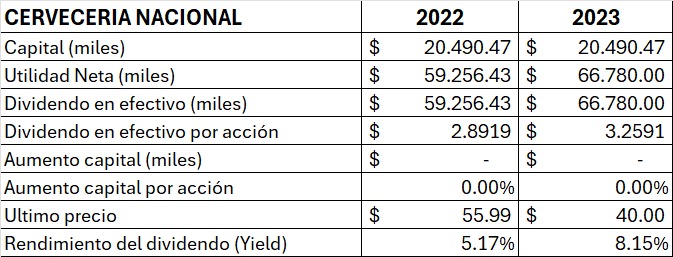 CERVECERIA NACIONAL 2022 2023
Capital (miles) $ 20.490.47 $ 20.490.47
Utilidad Neta (miles) $ 59.256.43 $ 66.780.00
Dividendo en efectivo (miles) $ 59.256.43 $ 66.780.00
Dividendo en efectivo por acción $ 2.8919 $ 3.2591
Aumento capital (miles) $ - $ -
Aumento capital por acción 0.00% 0.00%
Ultimo precio $ 55.99 $ 40.00
Rendimiento del dividendo (Yield) 5.17% 8.15%